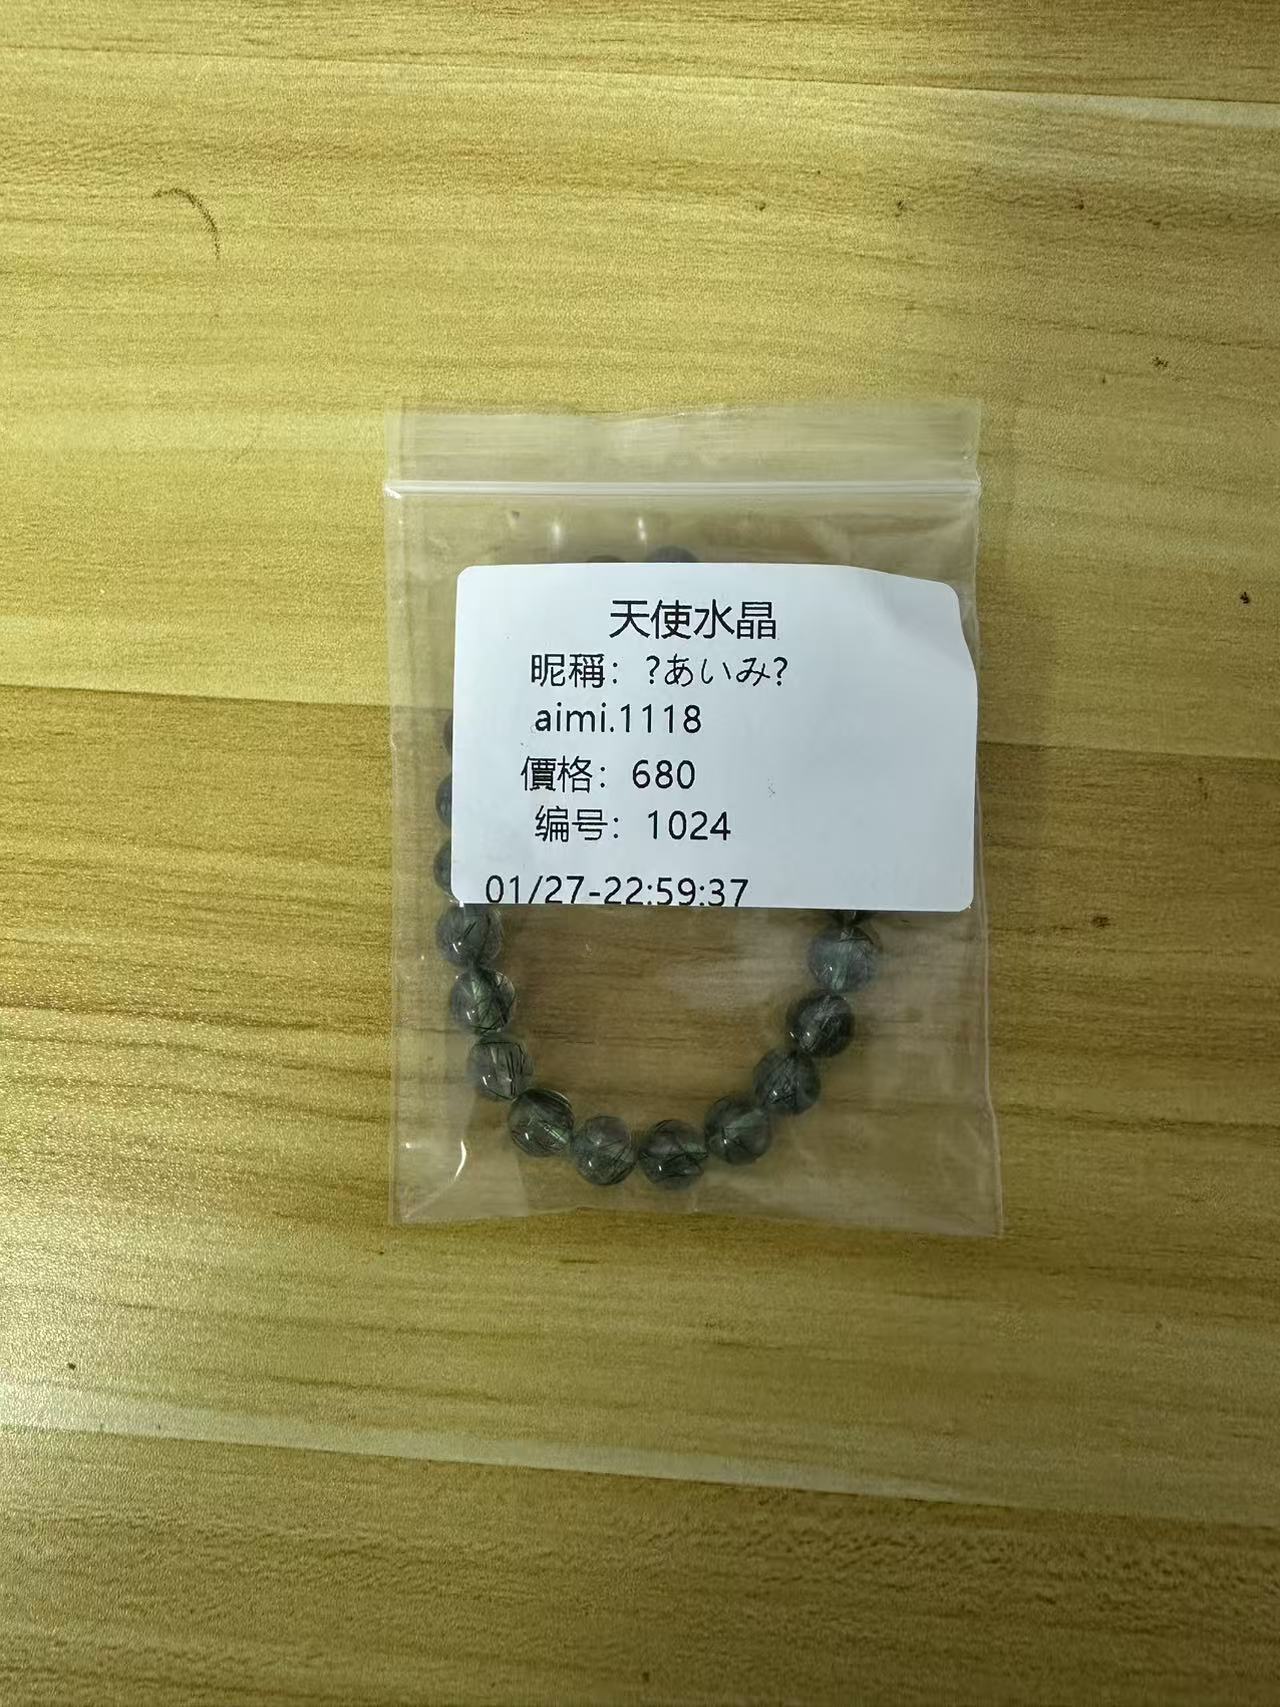 天使水晶
昵稱：?あいみ?
aimi.1118
價格：680
编号：1024
01/27-22:59:37